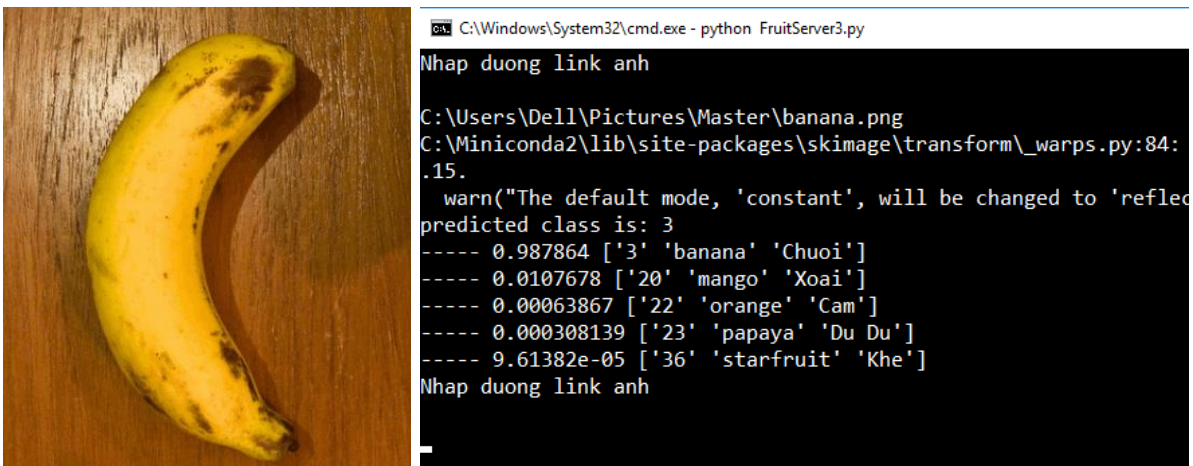 C:\Windows\System32\cmd.exe - python FruitServer3.py
Nhap duong link anh
C:\Users\Dell\Pictures\Master\banana.png
C:\Miniconda2\lib\site-packages\skimage\transform\_warps.py:84:
.15.
warn("The default mode, 'constant', will be changed to 'reflec
predicted class is: 3
----- 0.987864 ['3' 'banana' 'Chuoi']
----- 0.0107678 ['20' 'mango' 'Xoai']
----- 0.00063867 ['22' 'orange' 'Cam']
----- 0.000308139 ['23' 'papaya' 'Du Du']
----- 9.61382e-05 ['36' 'starfruit' 'Khe']
Nhap duong link anh